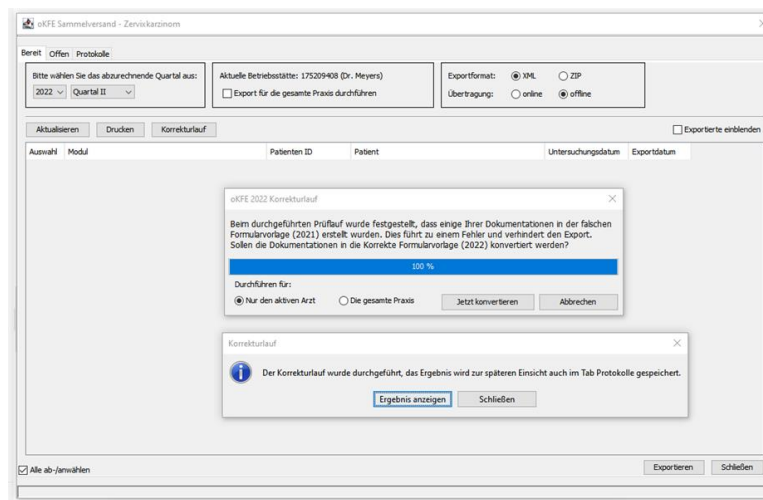 oKFE Sammelversand - Zervixkarzinom
Bereit Offen Protokolle
Bitte wählen Sie das abzurechnende Quartal aus:
2022 Quartal II
Aktuelle Betriebsstätte: 175209408 (Dr. Meyers)
Export für die gesamte Praxis durchführen
Exportformat: XML ZIP
Übertragung: online offline
Aktualisieren Drucken Korrekturlauf
Exportierte einblenden
Auswahl Modul Patienten ID Patient Untersuchungsdatum Exportdatum
oKFE 2022 Korrekturlauf
Beim durchgeführten Prüflauf wurde festgestellt, dass einige Ihrer Dokumentationen in der falschen
Formularvorlage (2021) erstellt wurden. Dies führt zu einem Fehler und verhindert den Export.
Sollen die Dokumentationen in die Korrekte Formularvorlage (2022) konvertiert werden?
100 %
Durchführen für:
Nur den aktiven Arzt Die gesamte Praxis Jetzt konvertieren Abbrechen
Korrekturlauf
Der Korrekturlauf wurde durchgeführt, das Ergebnis wird zur späteren Einsicht auch im Tab Protokolle gespeichert.
Ergebnis anzeigen Schließen
Alle ab-/anwählen
Exportieren Schließen